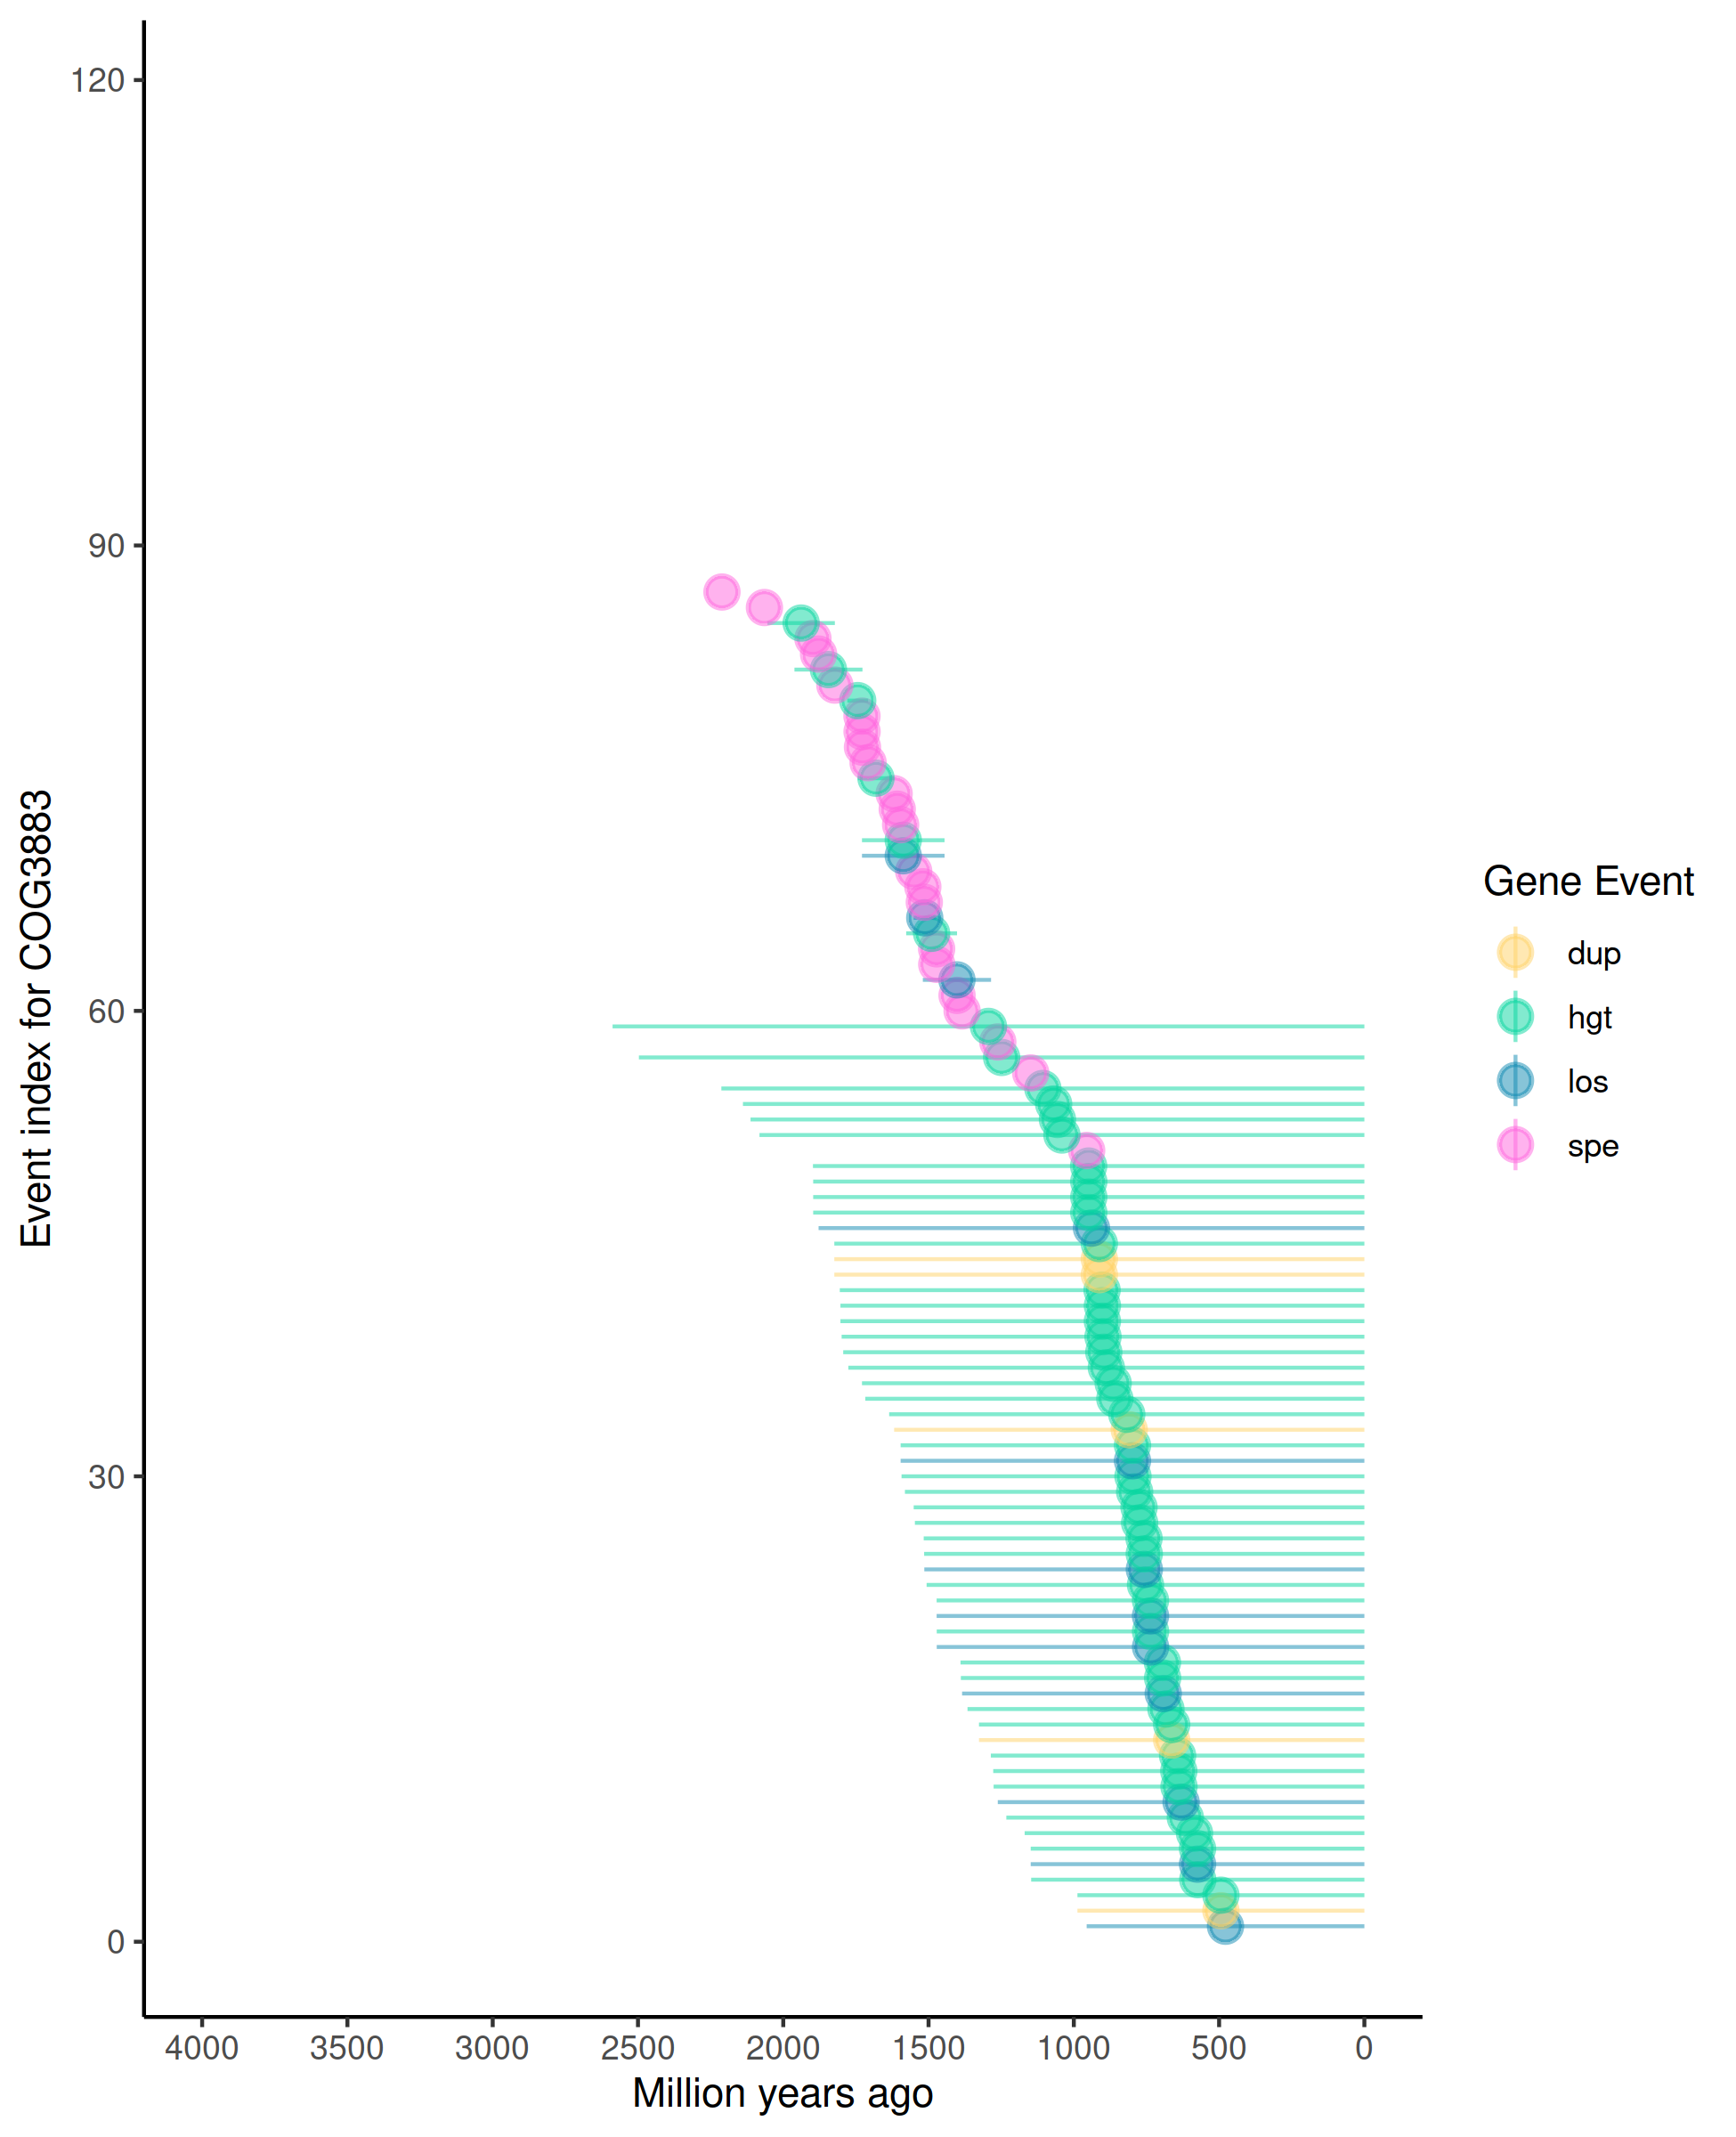 120
90
60
30
0
Event index for COG3883
4000 3500 3000 2500 2000 1500 1000 500 0
Million years ago
Gene Event
dup
hgt
los
spe